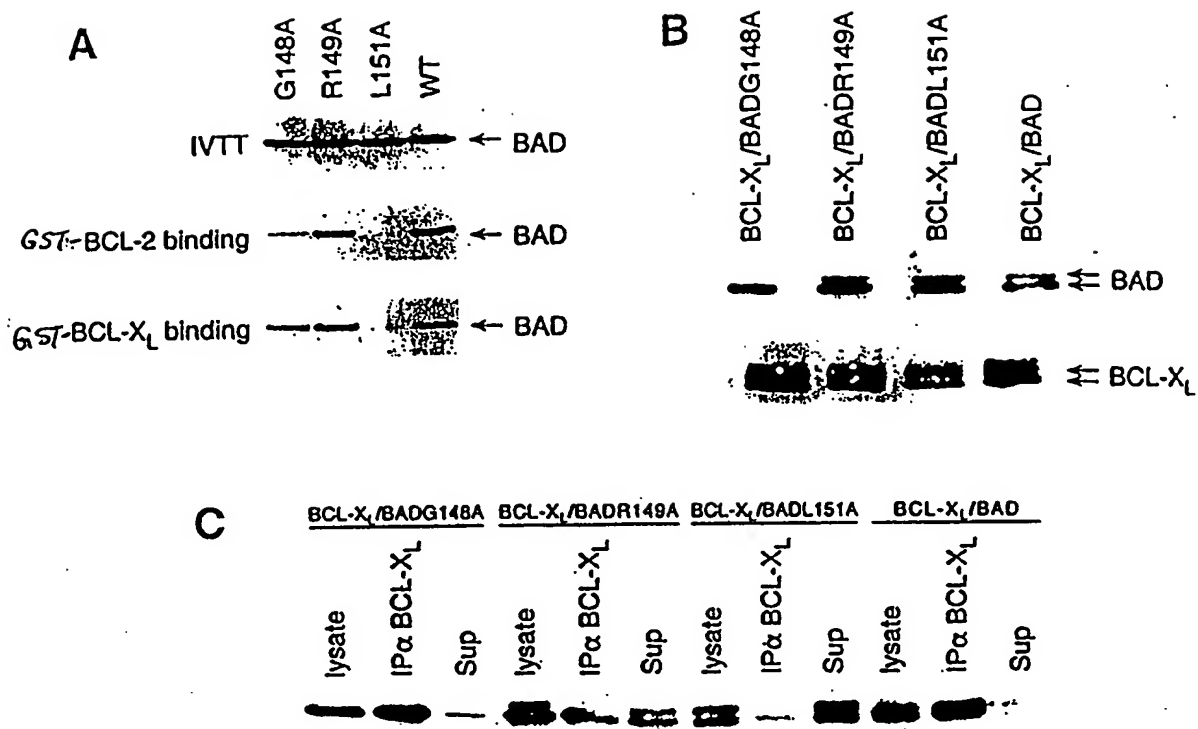 A
G148A
R149A
L151A
WT
IVTT
← BAD
GST-BCL-2 binding
← BAD
GST-BCL-XL binding
← BAD
B
BCL-XL/BADG148A
BCL-XL/BADR149A
BCL-XL/BADL151A
BCL-XL/BAD
BAD
BCL-XL
C
BCL-XL/BADG148A
BCL-XL/BADR149A
BCL-XL/BADL151A
BCL-XL/BAD
lysate
IPα BCL-XL
Sup
lysate
IPα BCL-XL
Sup
lysate
IPα BCL-XL
Sup
lysate
IPα BCL-XL
Sup